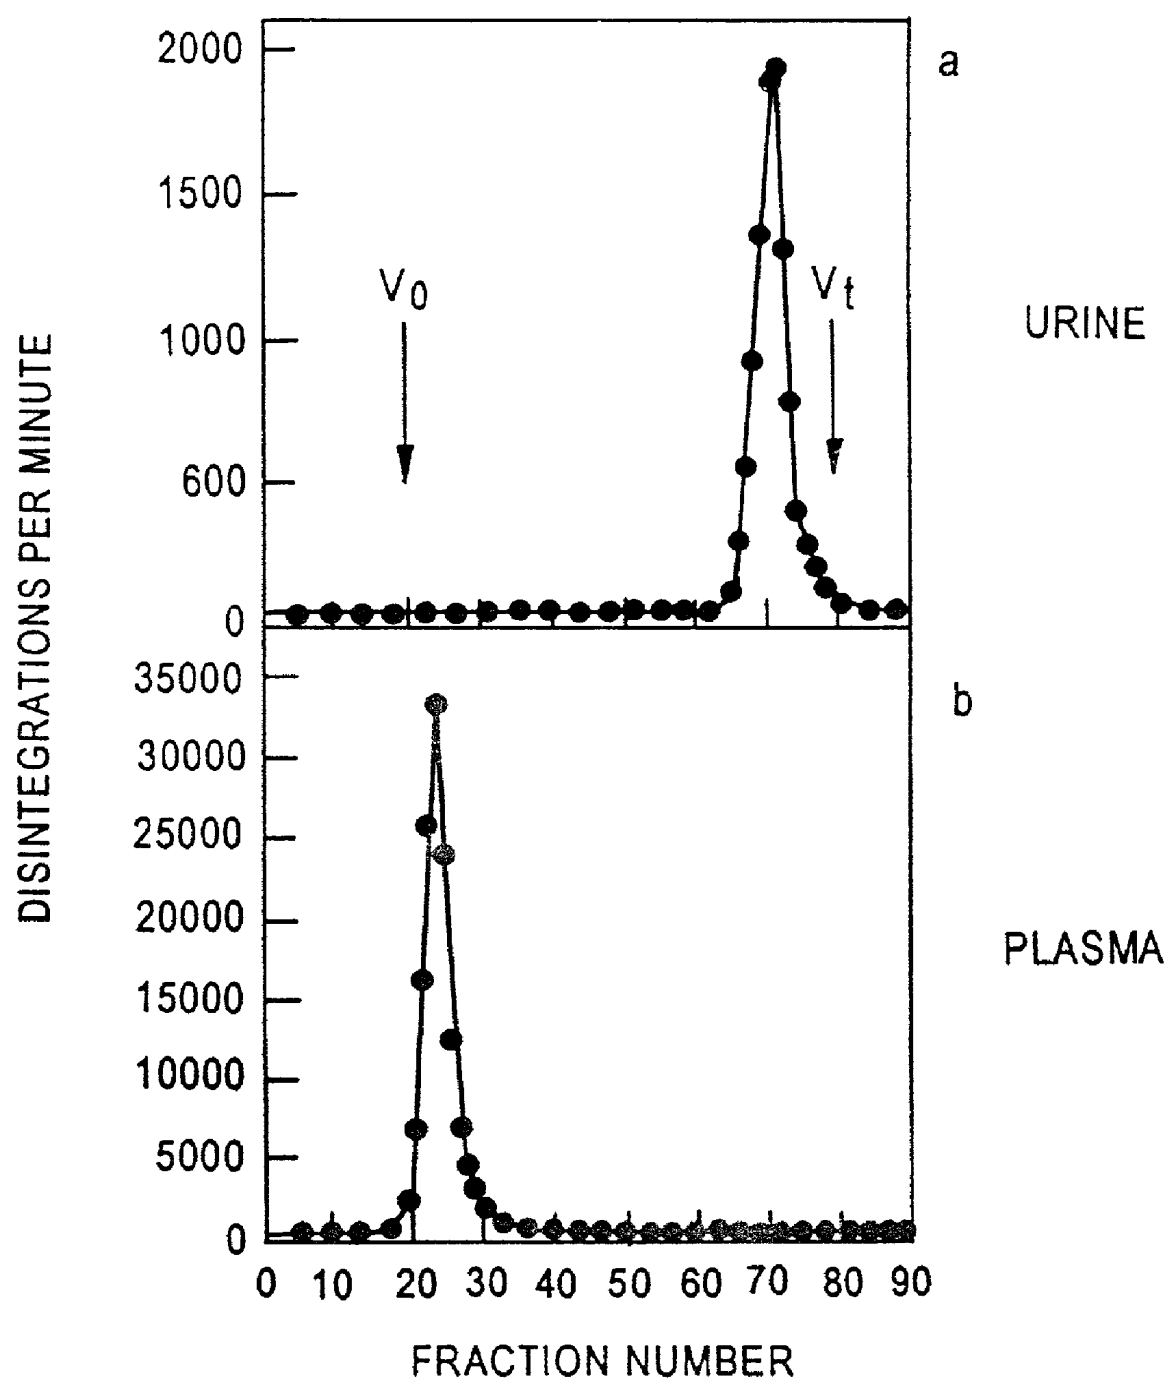 DISINTEGRATIONS PER MINUTE
2000
1500
1000
600
0
V0
Vt
a
URINE
35000
30000
25000
20000
15000
10000
5000
0
b
PLASMA
0 10 20 30 40 50 60 70 80 90
FRACTION NUMBER